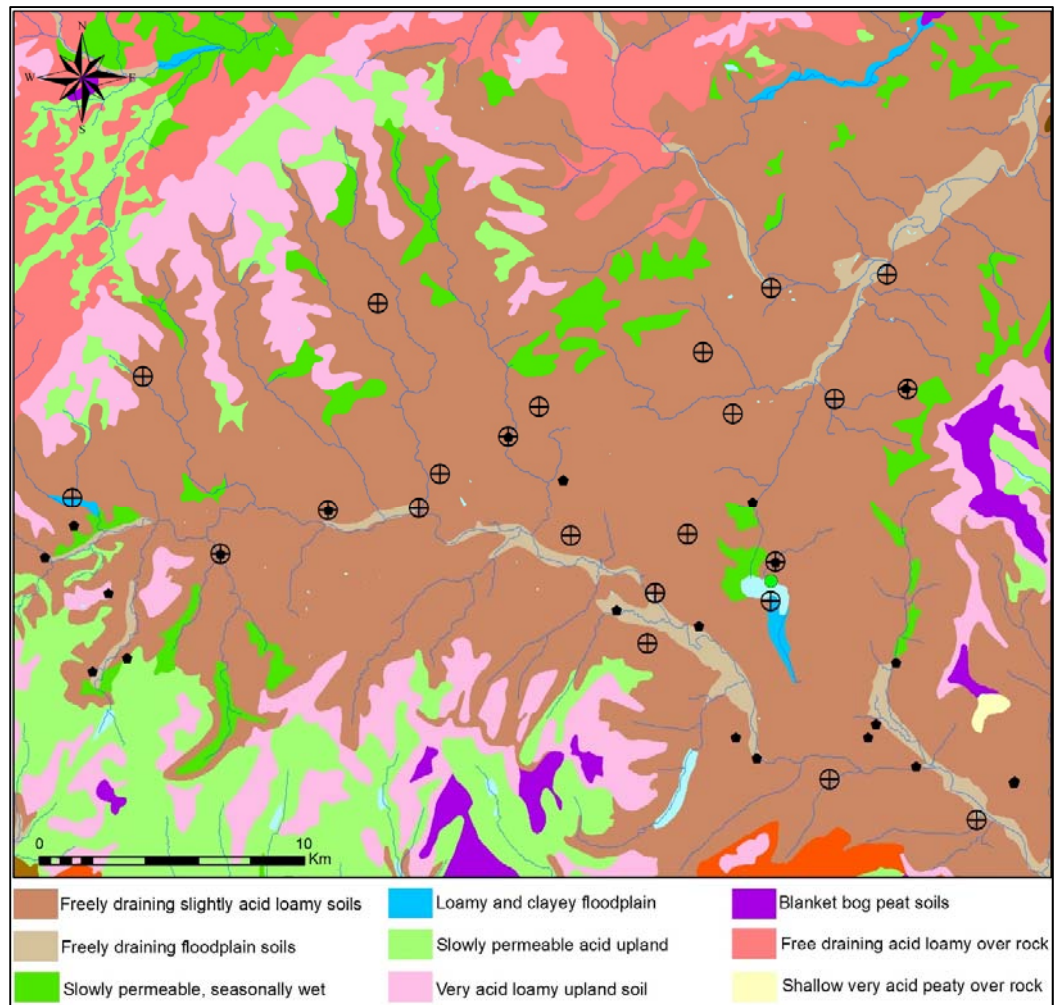 N
W E
S
0 10
Km
Freely draining slightly acid loamy soils
Loamy and clayey floodplain
Blanket bog peat soils
Freely draining floodplain soils
Slowly permeable acid upland
Free draining acid loamy over rock
Slowly permeable, seasonally wet
Very acid loamy upland soil
Shallow very acid peaty over rock